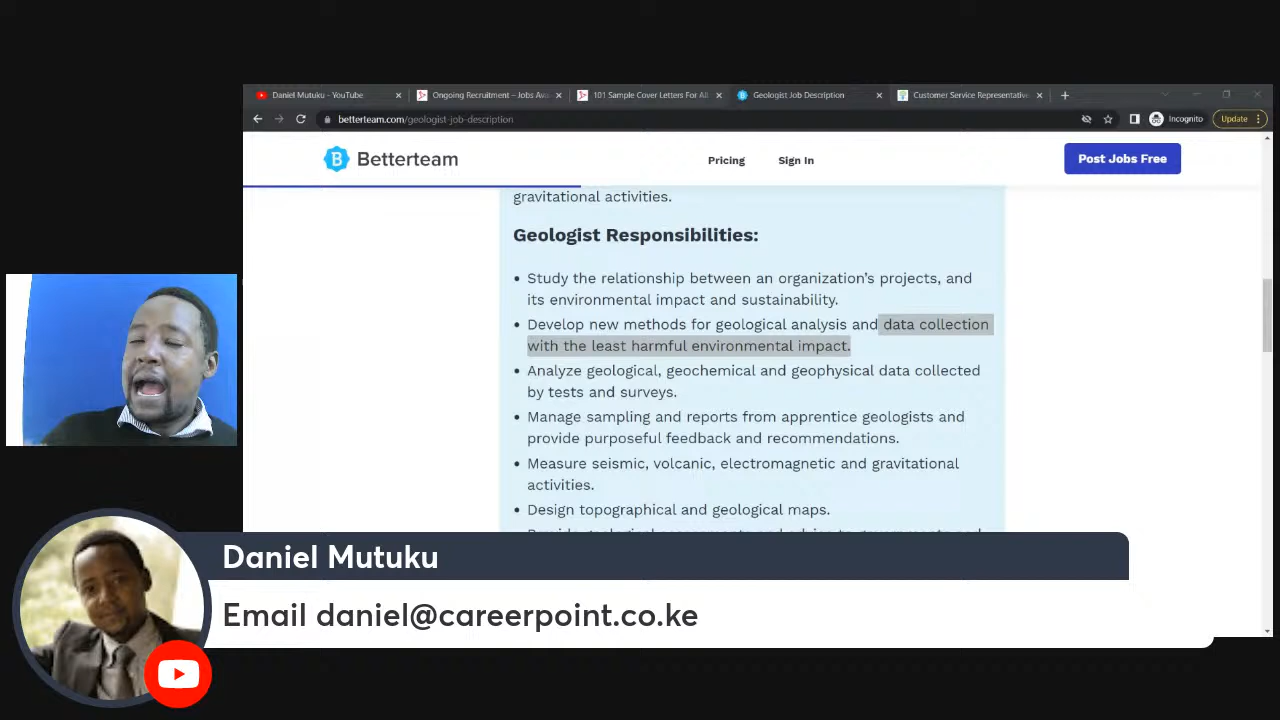 Daniel Mutuku - YouTube
Ongoing Recruitment – Jobs Ava
101 Sample Cover Letters For All
Geologist Job Description
Customer Service Representative
betterteam.com/geologist-job-description
Incognito
Update
Betterteam
Pricing
Sign In
Post Jobs Free
gravitational activities.
Geologist Responsibilities:
• Study the relationship between an organization's projects, and
its environmental impact and sustainability.
• Develop new methods for geological analysis and data collection
with the least harmful environmental impact.
• Analyze geological, geochemical and geophysical data collected
by tests and surveys.
• Manage sampling and reports from apprentice geologists and
provide purposeful feedback and recommendations.
• Measure seismic, volcanic, electromagnetic and gravitational
activities.
• Design topographical and geological maps.
Daniel Mutuku
Email daniel@careerpoint.co.ke